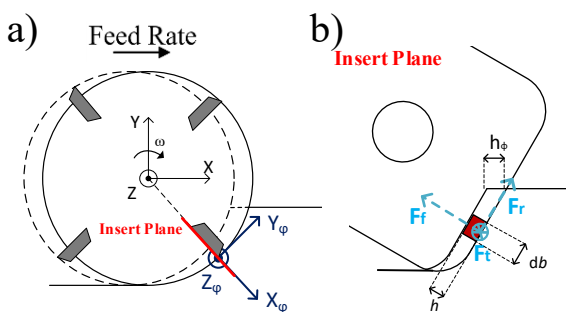 a)
Feed Rate
Y
ω
X
Z
Insert Plane
Yφ
Zφ
Xφ
b)
Insert Plane
hϕ
Ff
Fr
Ft
db
h